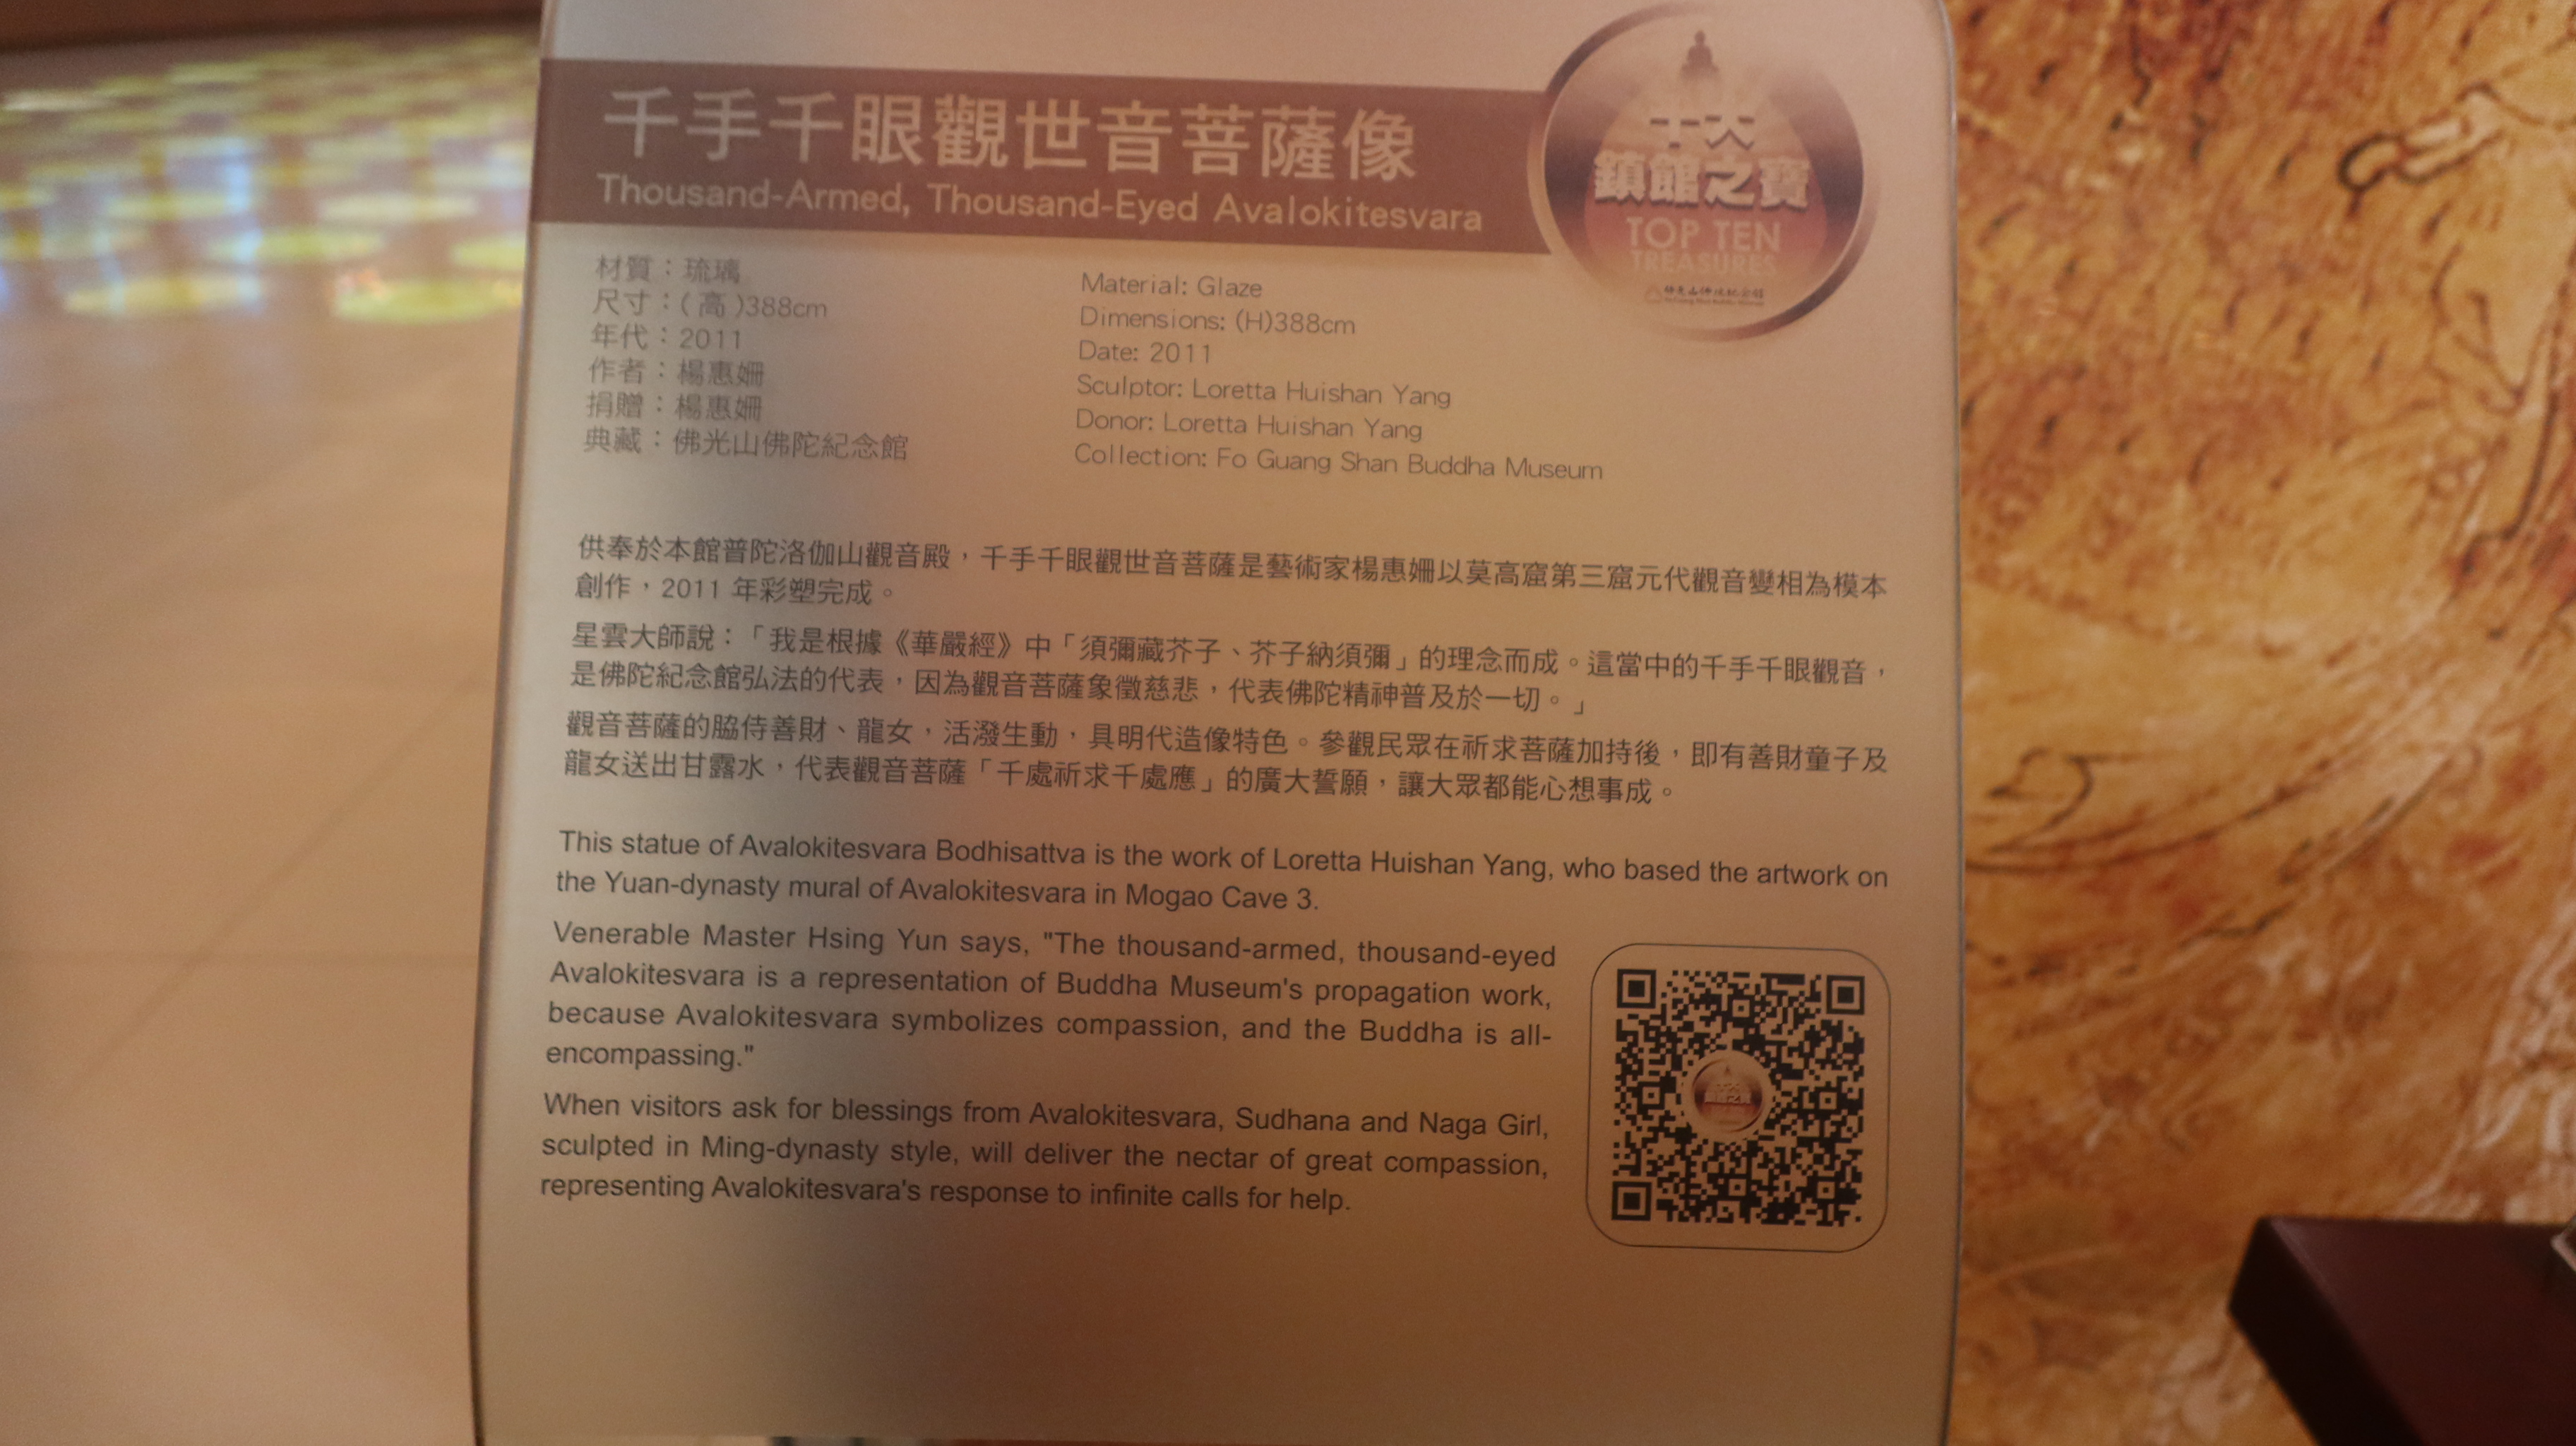 千手千眼觀世音菩薩像
Thousand-Armed, Thousand-Eyed Avalokitesvara
十大
鎮館之寶
TOP TEN
TREASURES
材質：琉璃
尺寸：(高)388cm
年代：2011
作者：楊惠姍
捐贈：楊惠姍
典藏：佛光山佛陀紀念館
Material: Glaze
Dimensions: (H)388cm
Date: 2011
Sculptor: Loretta Huishan Yang
Donor: Loretta Huishan Yang
Collection: Fo Guang Shan Buddha Museum
供奉於本館普陀洛伽山觀音殿，千手千眼觀世音菩薩是藝術家楊惠姍以莫高窟第三窟元代觀音變相為模本
創作，2011 年彩塑完成。
星雲大師說：「我是根據《華嚴經》中「須彌藏芥子、芥子納須彌」的理念而成。這當中的千手千眼觀音，
是佛陀紀念館弘法的代表，因為觀音菩薩象徵慈悲，代表佛陀精神普及於一切。」
觀音菩薩的脇侍善財、龍女，活潑生動，具明代造像特色。參觀民眾在祈求菩薩加持後，即有善財童子及
龍女送出甘露水，代表觀音菩薩「千處祈求千處應」的廣大誓願，讓大眾都能心想事成。
This statue of Avalokitesvara Bodhisattva is the work of Loretta Huishan Yang, who based the artwork on
the Yuan-dynasty mural of Avalokitesvara in Mogao Cave 3.
Venerable Master Hsing Yun says, "The thousand-armed, thousand-eyed
Avalokitesvara is a representation of Buddha Museum's propagation work,
because Avalokitesvara symbolizes compassion, and the Buddha is all-
encompassing."
When visitors ask for blessings from Avalokitesvara, Sudhana and Naga Girl,
sculpted in Ming-dynasty style, will deliver the nectar of great compassion,
representing Avalokitesvara's response to infinite calls for help.